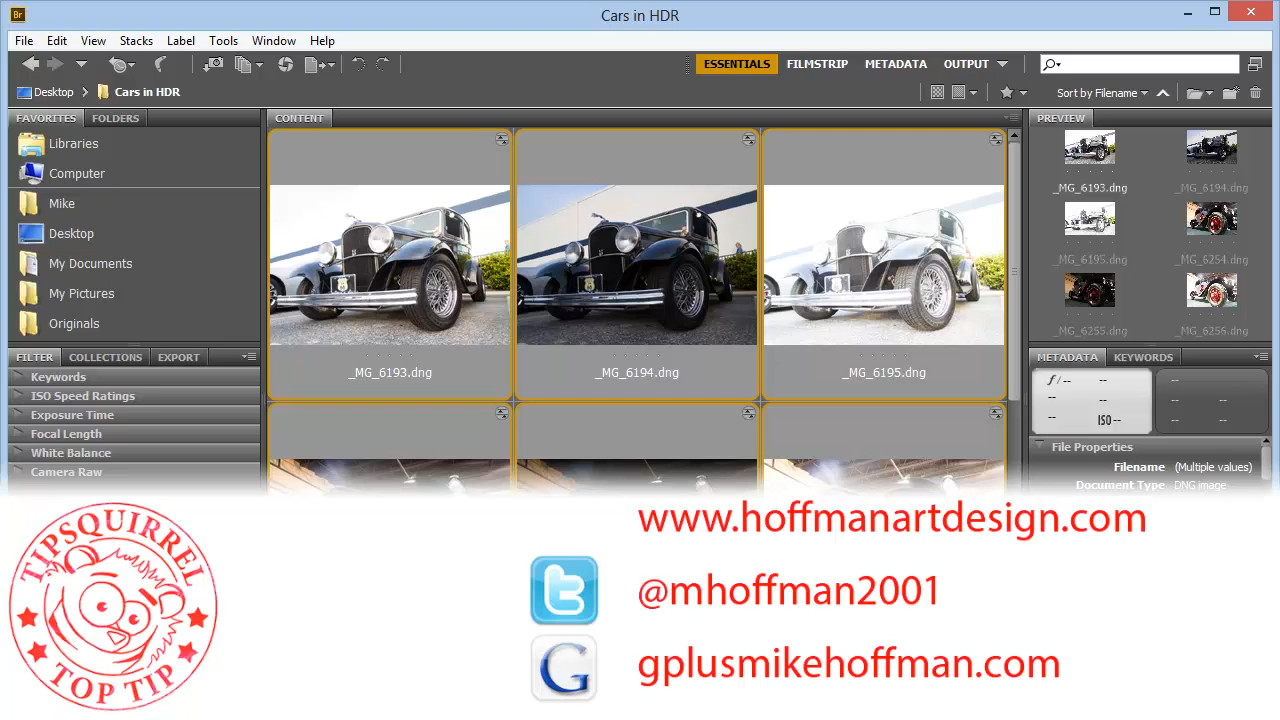 Br
Cars in HDR
File Edit View Stacks Label Tools Window Help
ESSENTIALS FILMSTRIP METADATA OUTPUT
Desktop Cars in HDR
Sort by Filename
FAVORITES FOLDERS
CONTENT
PREVIEW
Libraries
Computer
Mike
Desktop
My Documents
My Pictures
Originals
_MG_6193.dng _MG_6194.dng _MG_6195.dng
_MG_6193.dng _MG_6194.dng
_MG_6195.dng _MG_6254.dng
_MG_6255.dng _MG_6256.dng
FILTER COLLECTIONS EXPORT
Keywords
ISO Speed Ratings
Exposure Time
Focal Length
White Balance
Camera Raw
METADATA KEYWORDS
f/-- -- --
-- -- -- --
-- ISO -- -- --
File Properties
Filename (Multiple values)
Document Type DNG image
TIPSQUIRREL
TOP TIP
www.hoffmanartdesign.com
@mhoffman2001
G
gplusmikehoffman.com